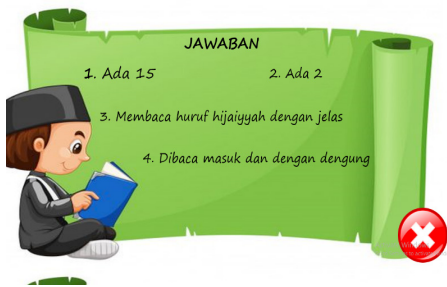 JAWABAN
1. Ada 15 2. Ada 2
3. Membaca huruf hijaiyyah dengan jelas
4. Dibaca masuk dan dengan dengung